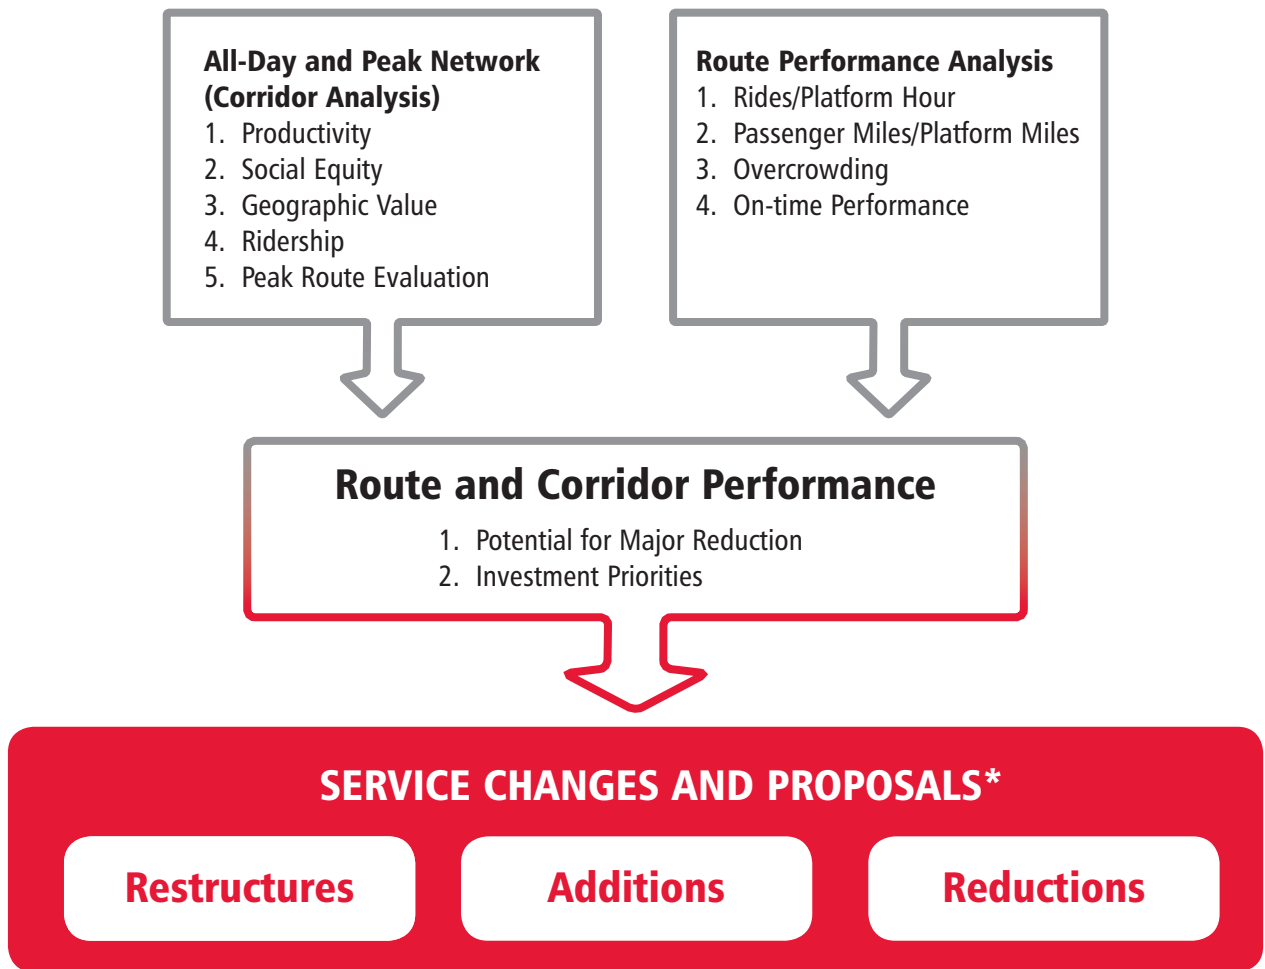 All-Day and Peak Network
(Corridor Analysis)
1. Productivity
2. Social Equity
3. Geographic Value
4. Ridership
5. Peak Route Evaluation
Route Performance Analysis
1. Rides/Platform Hour
2. Passenger Miles/Platform Miles
3. Overcrowding
4. On-time Performance
Route and Corridor Performance
1. Potential for Major Reduction
2. Investment Priorities
SERVICE CHANGES AND PROPOSALS*
Restructures
Additions
Reductions